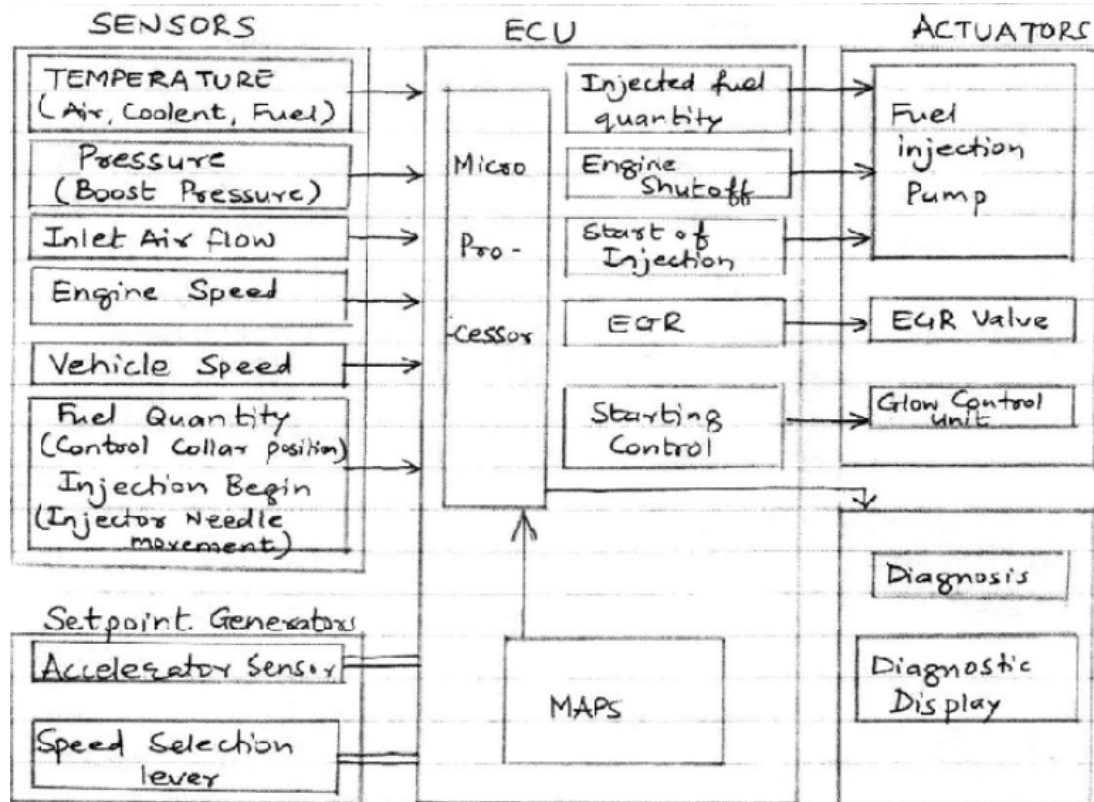 SENSORS
TEMPERATURE
(Air, Coolent, Fuel)
Pressure
(Boost Pressure)
Inlet Air flow
Engine Speed
Vehicle Speed
Fuel Quantity
(Control Collar position)
Injection Begin
(Injector Needle
movement)
Setpoint Generators
Accelerator Sensor
Speed Selection
lever
ECU
Micro
Pro-
-cessor
Injected fuel
quantity
Engine
Shutoff
Start of
Injection
EGR
Starting
Control
MAPS
ACTUATORS
Fuel
injection
Pump
EGR Valve
Glow Control
unit
Diagnosis
Diagnostic
Display